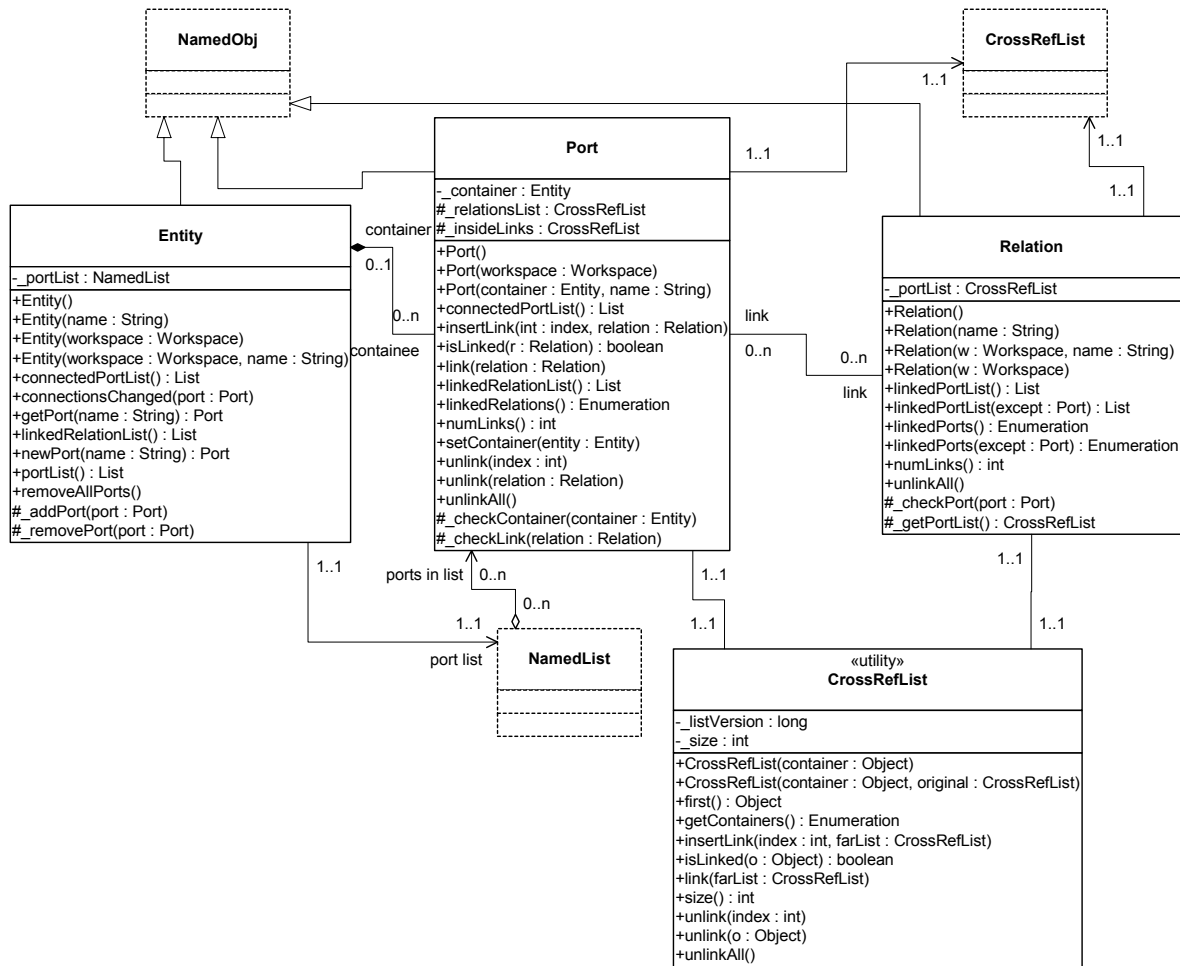 NamedObj
CrossRefList
1..1
Port
1..1
-_container : Entity
#_relationsList : CrossRefList
#_insideLinks : CrossRefList
+Port()
+Port(workspace : Workspace)
+Port(container : Entity, name : String)
+connectedPortList() : List
+insertLink(int : index, relation : Relation)
+isLinked(r : Relation) : boolean
+link(relation : Relation)
+linkedRelationList() : List
+linkedRelations() : Enumeration
+numLinks() : int
+setContainer(entity : Entity)
+unlink(index : int)
+unlink(relation : Relation)
+unlinkAll()
#_checkContainer(container : Entity)
#_checkLink(relation : Relation)
1..1
1..1
Entity
-_portList : NamedList
+Entity()
+Entity(name : String)
+Entity(workspace : Workspace)
+Entity(workspace : Workspace, name : String)
+connectedPortList() : List
+connectionsChanged(port : Port)
+getPort(name : String) : Port
+linkedRelationList() : List
+newPort(name : String) : Port
+portList() : List
+removeAllPorts()
#_addPort(port : Port)
#_removePort(port : Port)
container
0..1
0..n
containee
link
0..n
0..n
link
Relation
-_portList : CrossRefList
+Relation()
+Relation(name : String)
+Relation(w : Workspace, name : String)
+Relation(w : Workspace)
+linkedPortList() : List
+linkedPortList(except : Port) : List
+linkedPorts() : Enumeration
+linkedPorts(except : Port) : Enumeration
+numLinks() : int
+unlinkAll()
#_checkPort(port : Port)
#_getPortList() : CrossRefList
1..1
ports in list
0..n
0..n
1..1
port list
NamedList
1..1
1..1
1..1
1..1
«utility»
CrossRefList
-_listVersion : long
-_size : int
+CrossRefList(container : Object)
+CrossRefList(container : Object, original : CrossRefList)
+first() : Object
+getContainers() : Enumeration
+insertLink(index : int, farList : CrossRefList)
+isLinked(o : Object) : boolean
+link(farList : CrossRefList)
+size() : int
+unlink(index : int)
+unlink(o : Object)
+unlinkAll()